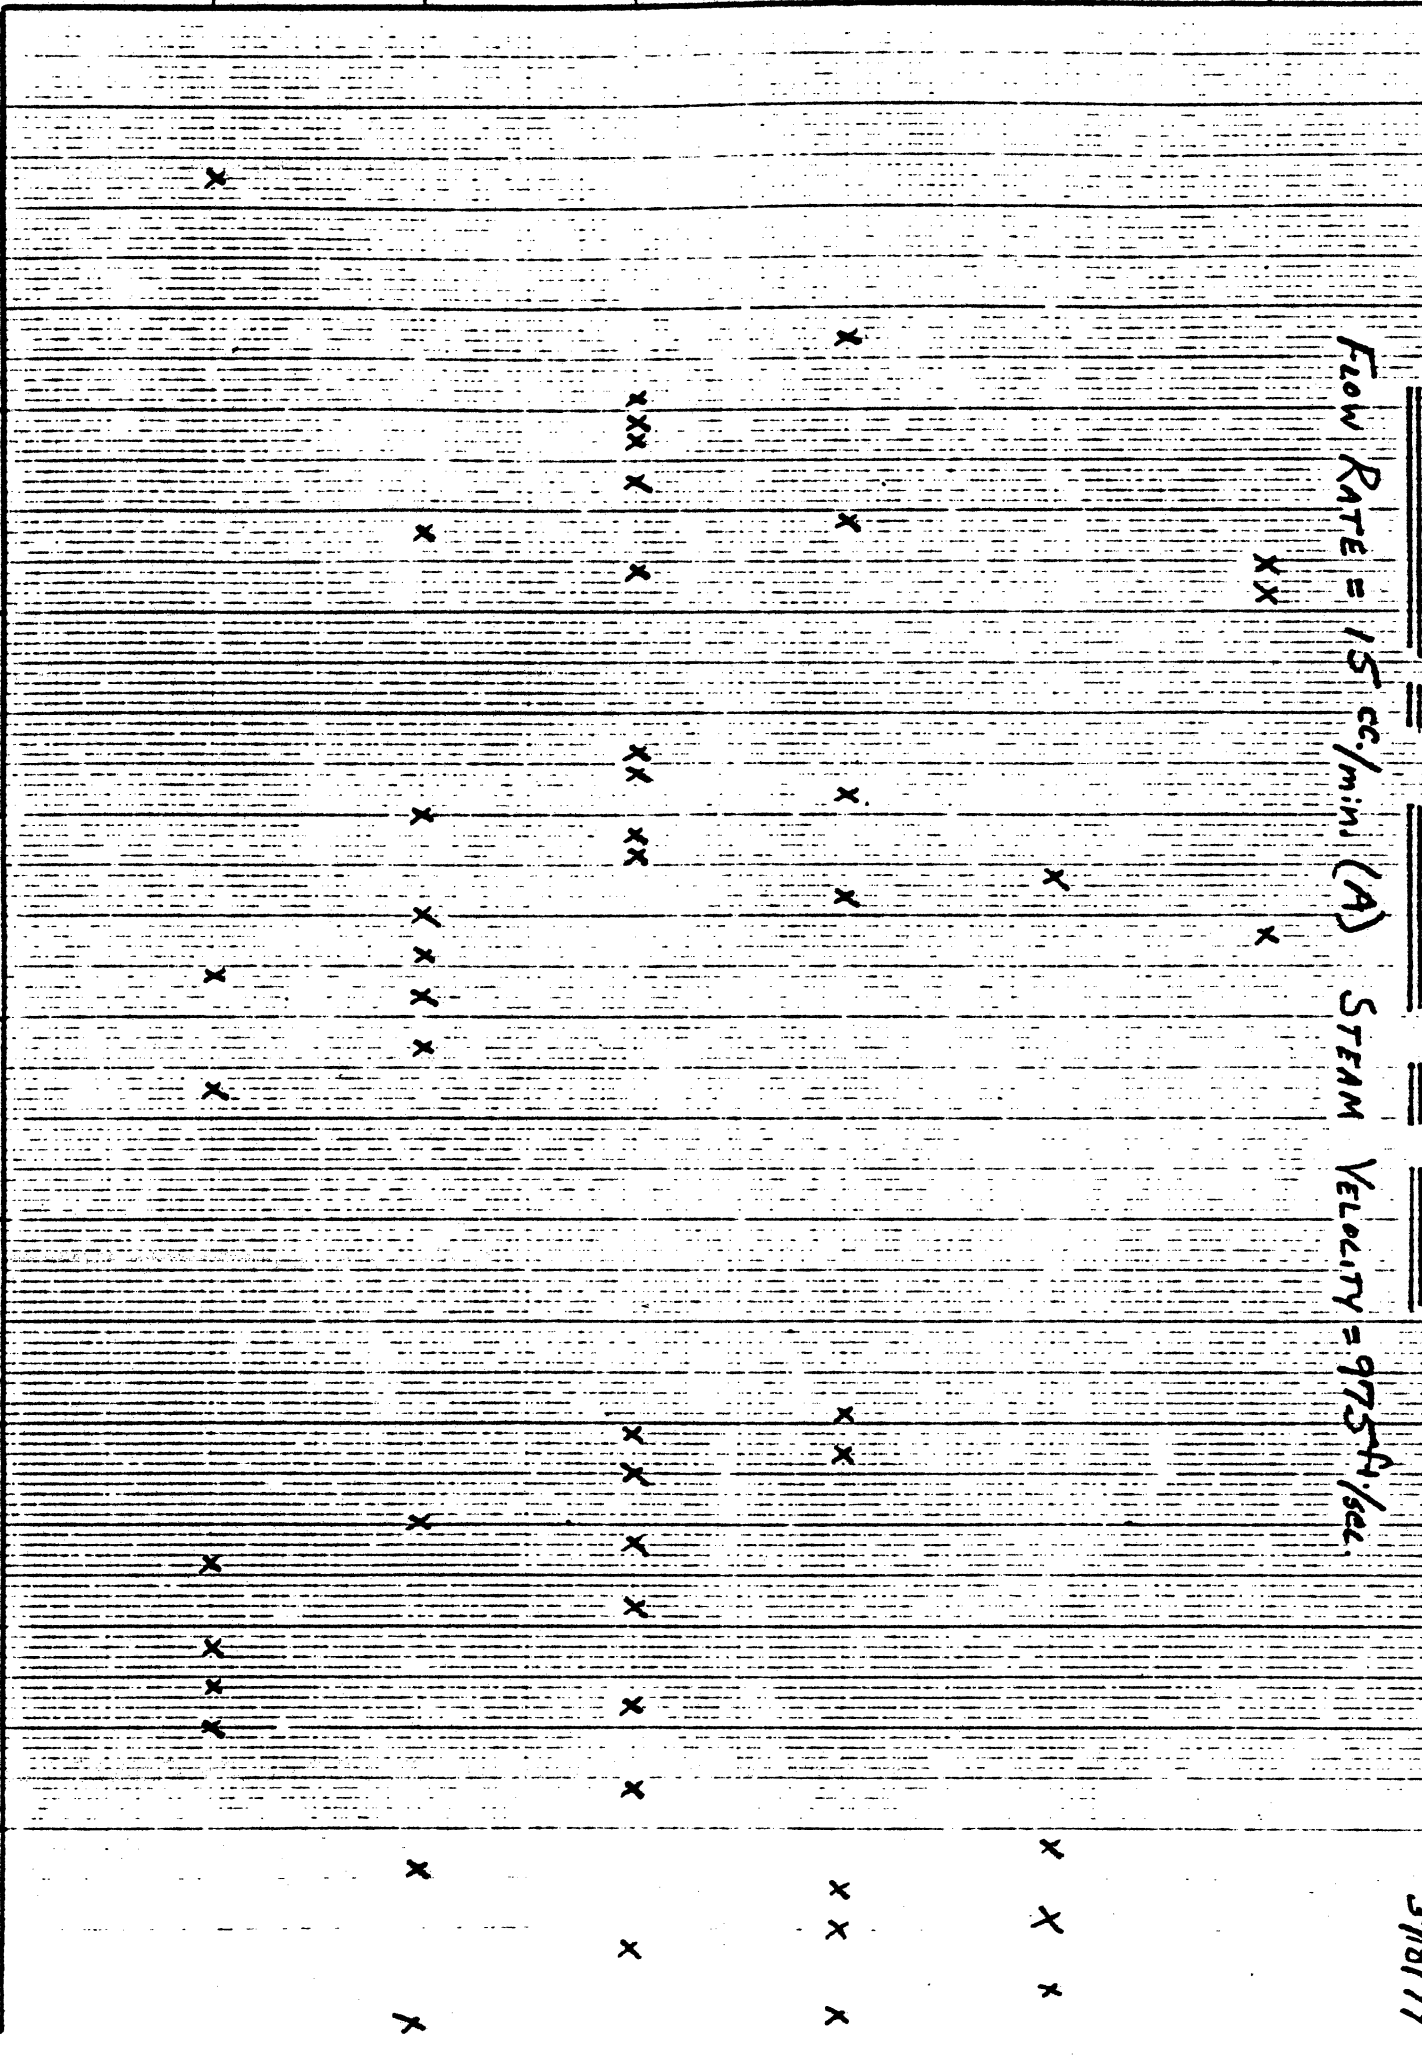 FLOW RATE = 15 cc./min. (A) STEAM VELOCITY = 975 ft./sec.